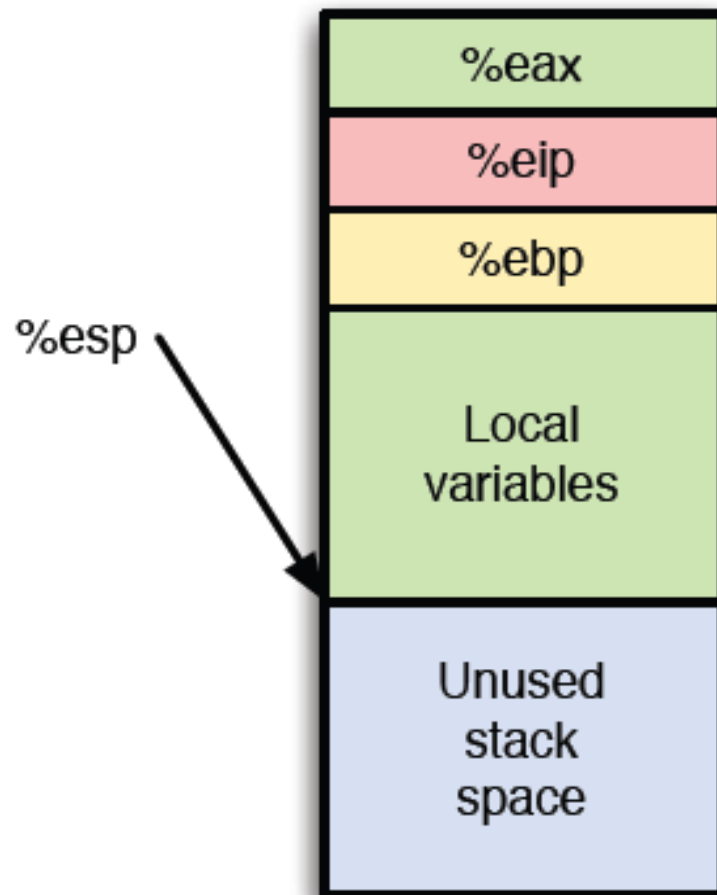 %eax
%eip
%ebp
%esp
Local
variables
Unused
stack
space